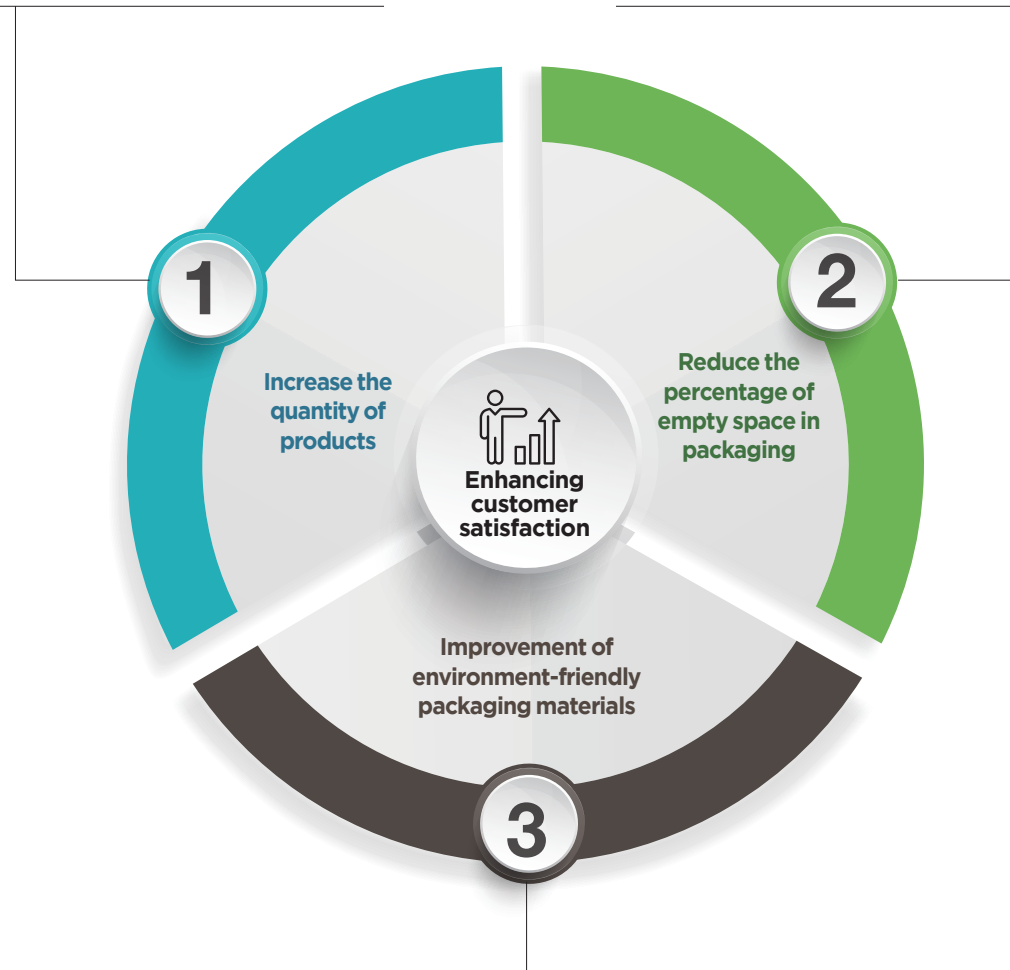 1
Increase the
quantity of
products
2
Reduce the
percentage of
empty space in
packaging
Enhancing
customer
satisfaction
Improvement of
environment-friendly
packaging materials
3